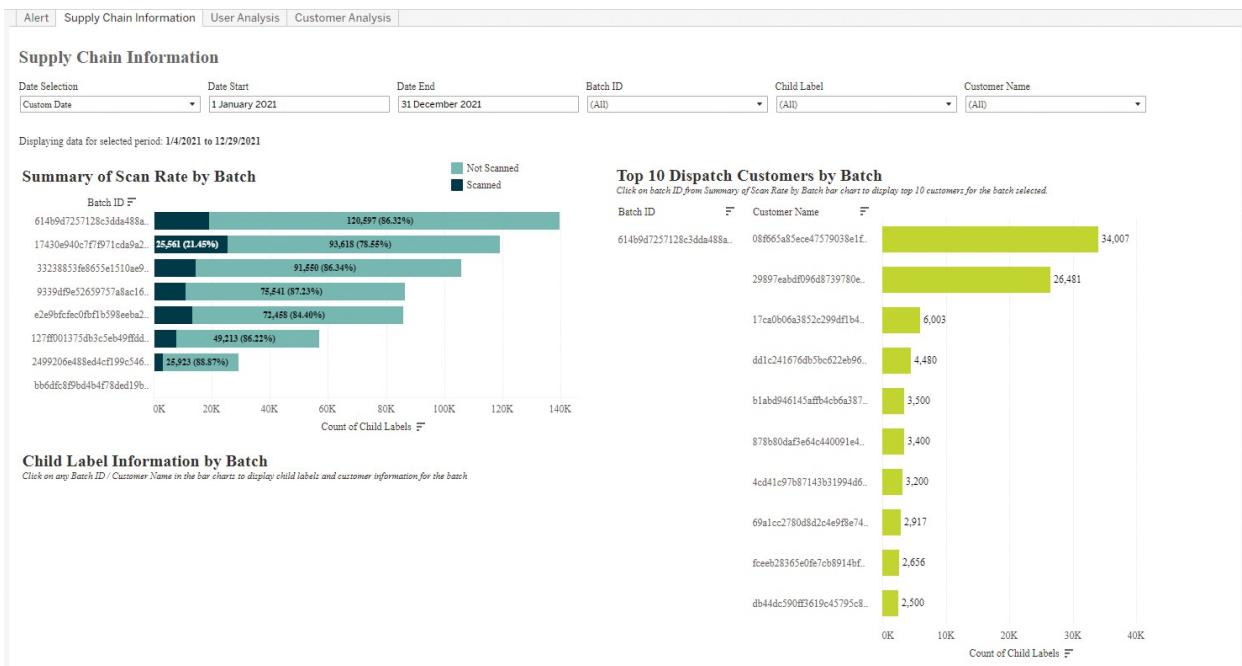 Alert Supply Chain Information User Analysis Customer Analysis
Supply Chain Information
Date Selection Date Start Date End Batch ID Child Label Customer Name
Custom Date 1 January 2021 31 December 2021 (All) (All) (All)
Displaying data for selected period: 1/4/2021 to 12/29/2021
Summary of Scan Rate by Batch
Not Scanned
Scanned
Batch ID
614b9d7257128c3dda488a.. 120,597 (86.32%)
17430e940c7f7f971cda9a2.. 25,561 (21.45%) 93,618 (78.55%)
33238853fe8655e1510ae9.. 91,550 (86.34%)
9339df9e52659757a8ac16.. 75,541 (87.23%)
e2e9bfcfec0fbf1b598eeba2.. 72,458 (84.40%)
127ff001375db3c5eb49ffdd.. 49,213 (86.22%)
2499206e488ed4cf199c546.. 25,923 (88.87%)
bb6dfc8f9bd4b4f78ded19b..
0K 20K 40K 60K 80K 100K 120K 140K
Count of Child Labels
Child Label Information by Batch
Click on any Batch ID / Customer Name in the bar charts to display child labels and customer information for the batch
Top 10 Dispatch Customers by Batch
Click on batch ID from Summary of Scan Rate by Batch bar chart to display top 10 customers for the batch selected.
Batch ID Customer Name
614b9d7257128c3dda488a.. 08f665a85ece47579038e1f.. 34,007
29897eabdf096d8739780e.. 26,481
17ca0b06a3852c299df1b4.. 6,003
dd1c241676db5bc622eb96.. 4,480
b1abd946145affb4cb6a387.. 3,500
878b80daf3e64c440091e4.. 3,400
4cd41c97b87143b31994d6.. 3,200
69a1cc2780d8d2c4e9f8e74.. 2,917
fceeb28365e0fe7cb8914bf.. 2,656
db44dc590ff3619c45795c8.. 2,500
0K 10K 20K 30K 40K
Count of Child Labels